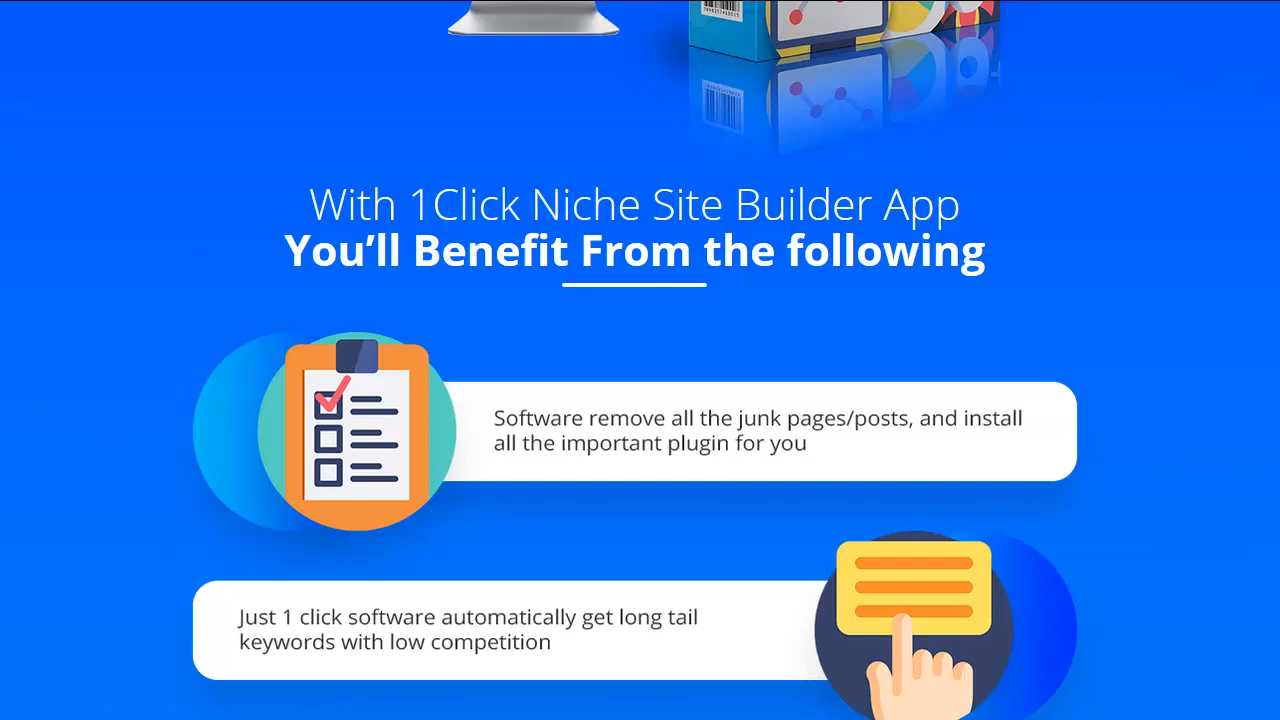 With 1Click Niche Site Builder App
You’ll Benefit From the following
Software remove all the junk pages/posts, and install
all the important plugin for you
Just 1 click software automatically get long tail
keywords with low competition